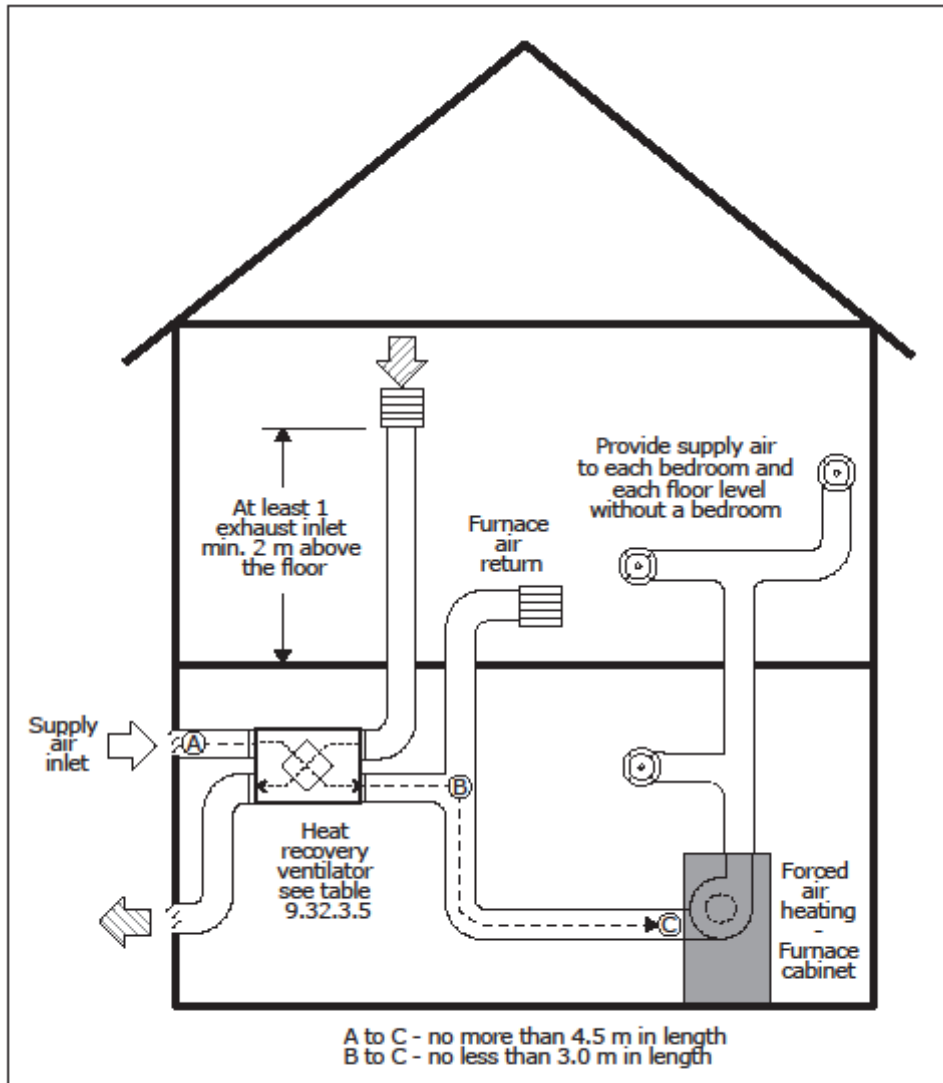 At least 1
exhaust inlet
min. 2 m above
the floor
Provide supply air
to each bedroom and
each floor level
without a bedroom
Furnace
air
return
Supply
air
inlet
A
B
Heat
recovery
ventilator
see table
9.32.3.5
C
Forced
air
heating
-
Furnace
cabinet
A to C - no more than 4.5 m in length
B to C - no less than 3.0 m in length